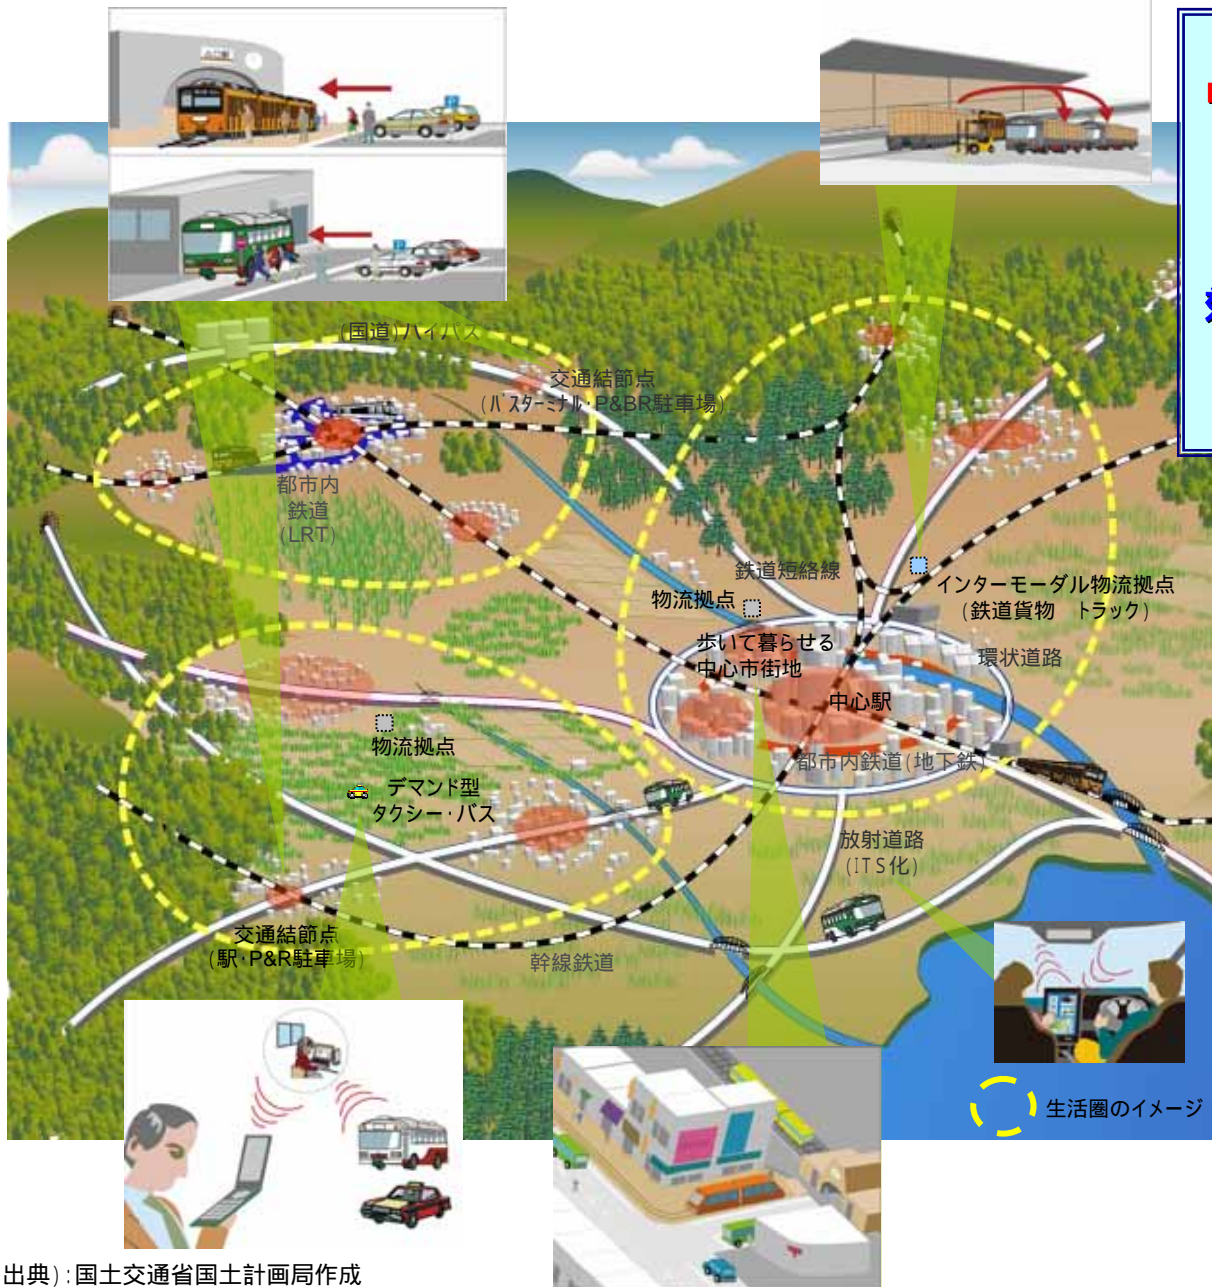 (国道)バイパス
交通結節点
(バスターミナル･P&BR駐車場)
都市内
鉄道
(LRT)
鉄道短絡線
物流拠点
インターモーダル物流拠点
(鉄道貨物　トラック)
歩いて暮らせる
中心市街地
環状道路
中心駅
物流拠点
都市内鉄道(地下鉄)
デマンド型
タクシー･バス
放射道路
(ITS化)
交通結節点
(駅･P&R駐車場)
幹線鉄道
生活圏のイメージ
出典):国土交通省国土計画局作成